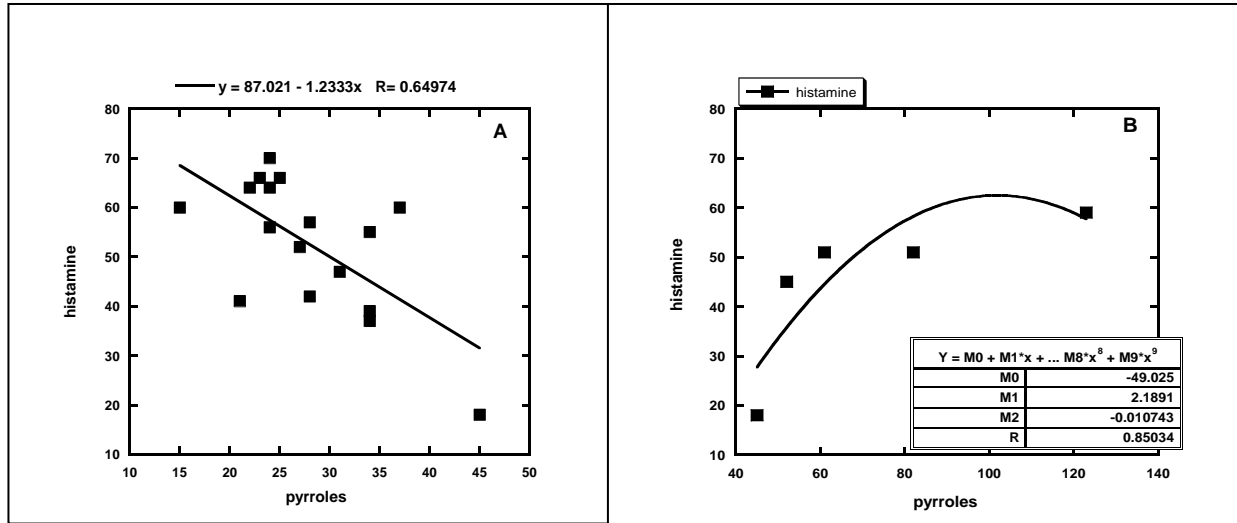 y = 87.021 - 1.2333x R= 0.64974
A
80
70
60
50
40
30
20
10
histamine
10 15 20 25 30 35 40 45 50
pyrroles
histamine
B
80
70
60
50
40
30
20
10
histamine
Y = M0 + M1*x + ... M8*x⁸ + M9*x⁹
M0 -49.025
M1 2.1891
M2 -0.010743
R 0.85034
40 60 80 100 120 140
pyrroles